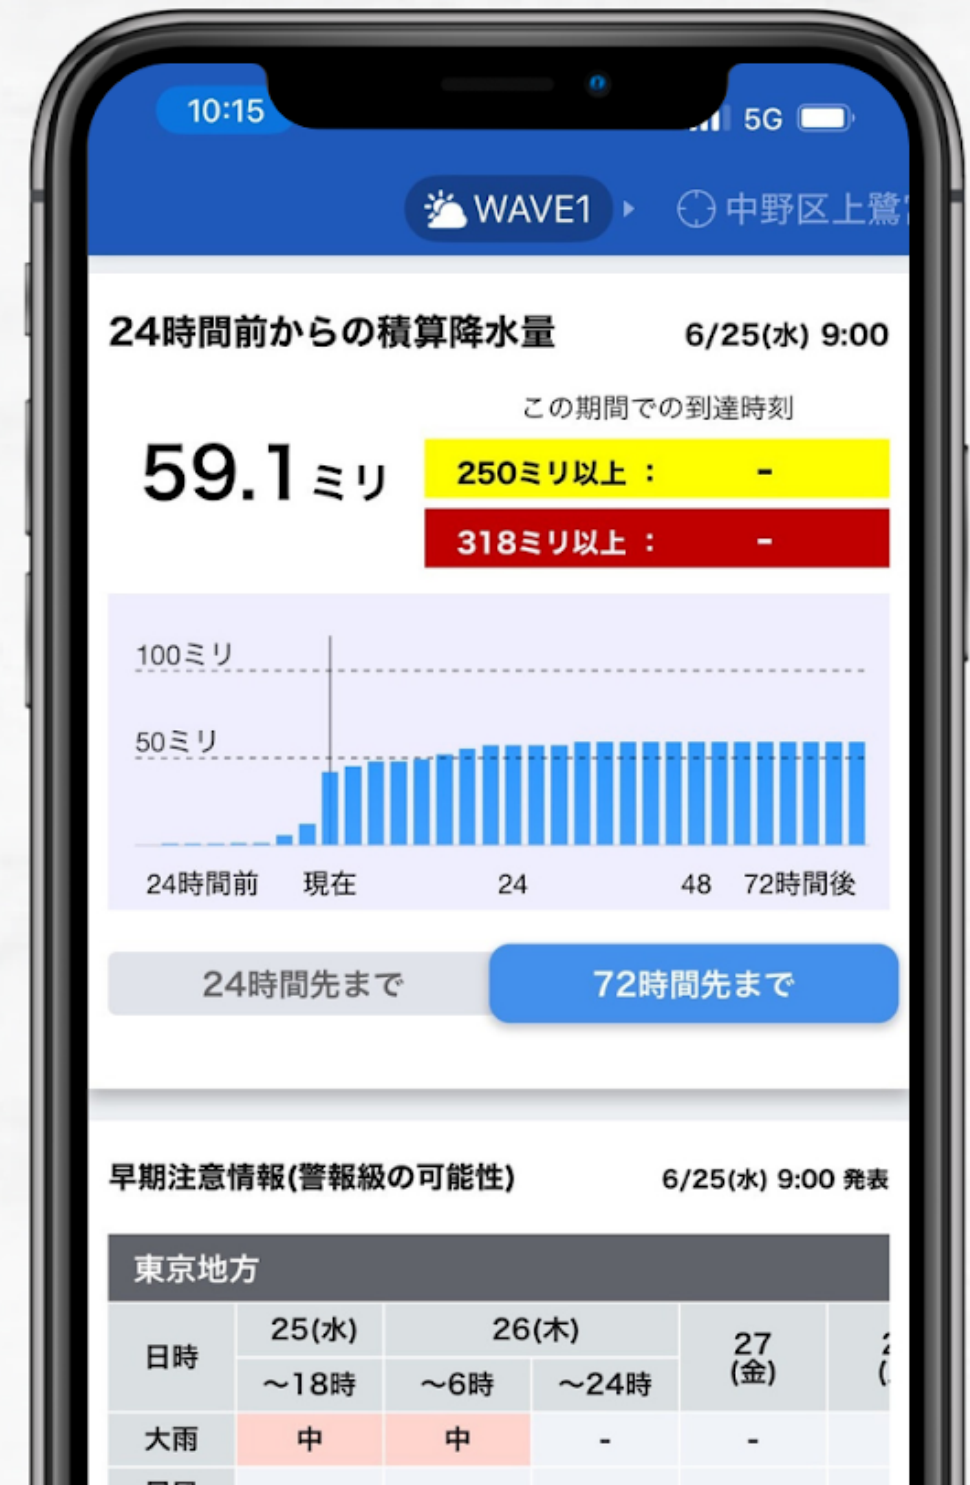 10:15 5G
WAVE1 中野区上鷺
24時間前からの積算降水量 6/25(水) 9:00
この期間での到達時刻
59.1ミリ
250ミリ以上 : -
318ミリ以上 : -
100ミリ
50ミリ
24時間前 現在 24 48 72時間後
24時間先まで 72時間先まで
早期注意情報(警報級の可能性) 6/25(水) 9:00 発表
東京地方
日時 25(水) 26(木) 27(金)
～18時 ～6時 ～24時
大雨 中 中 - -